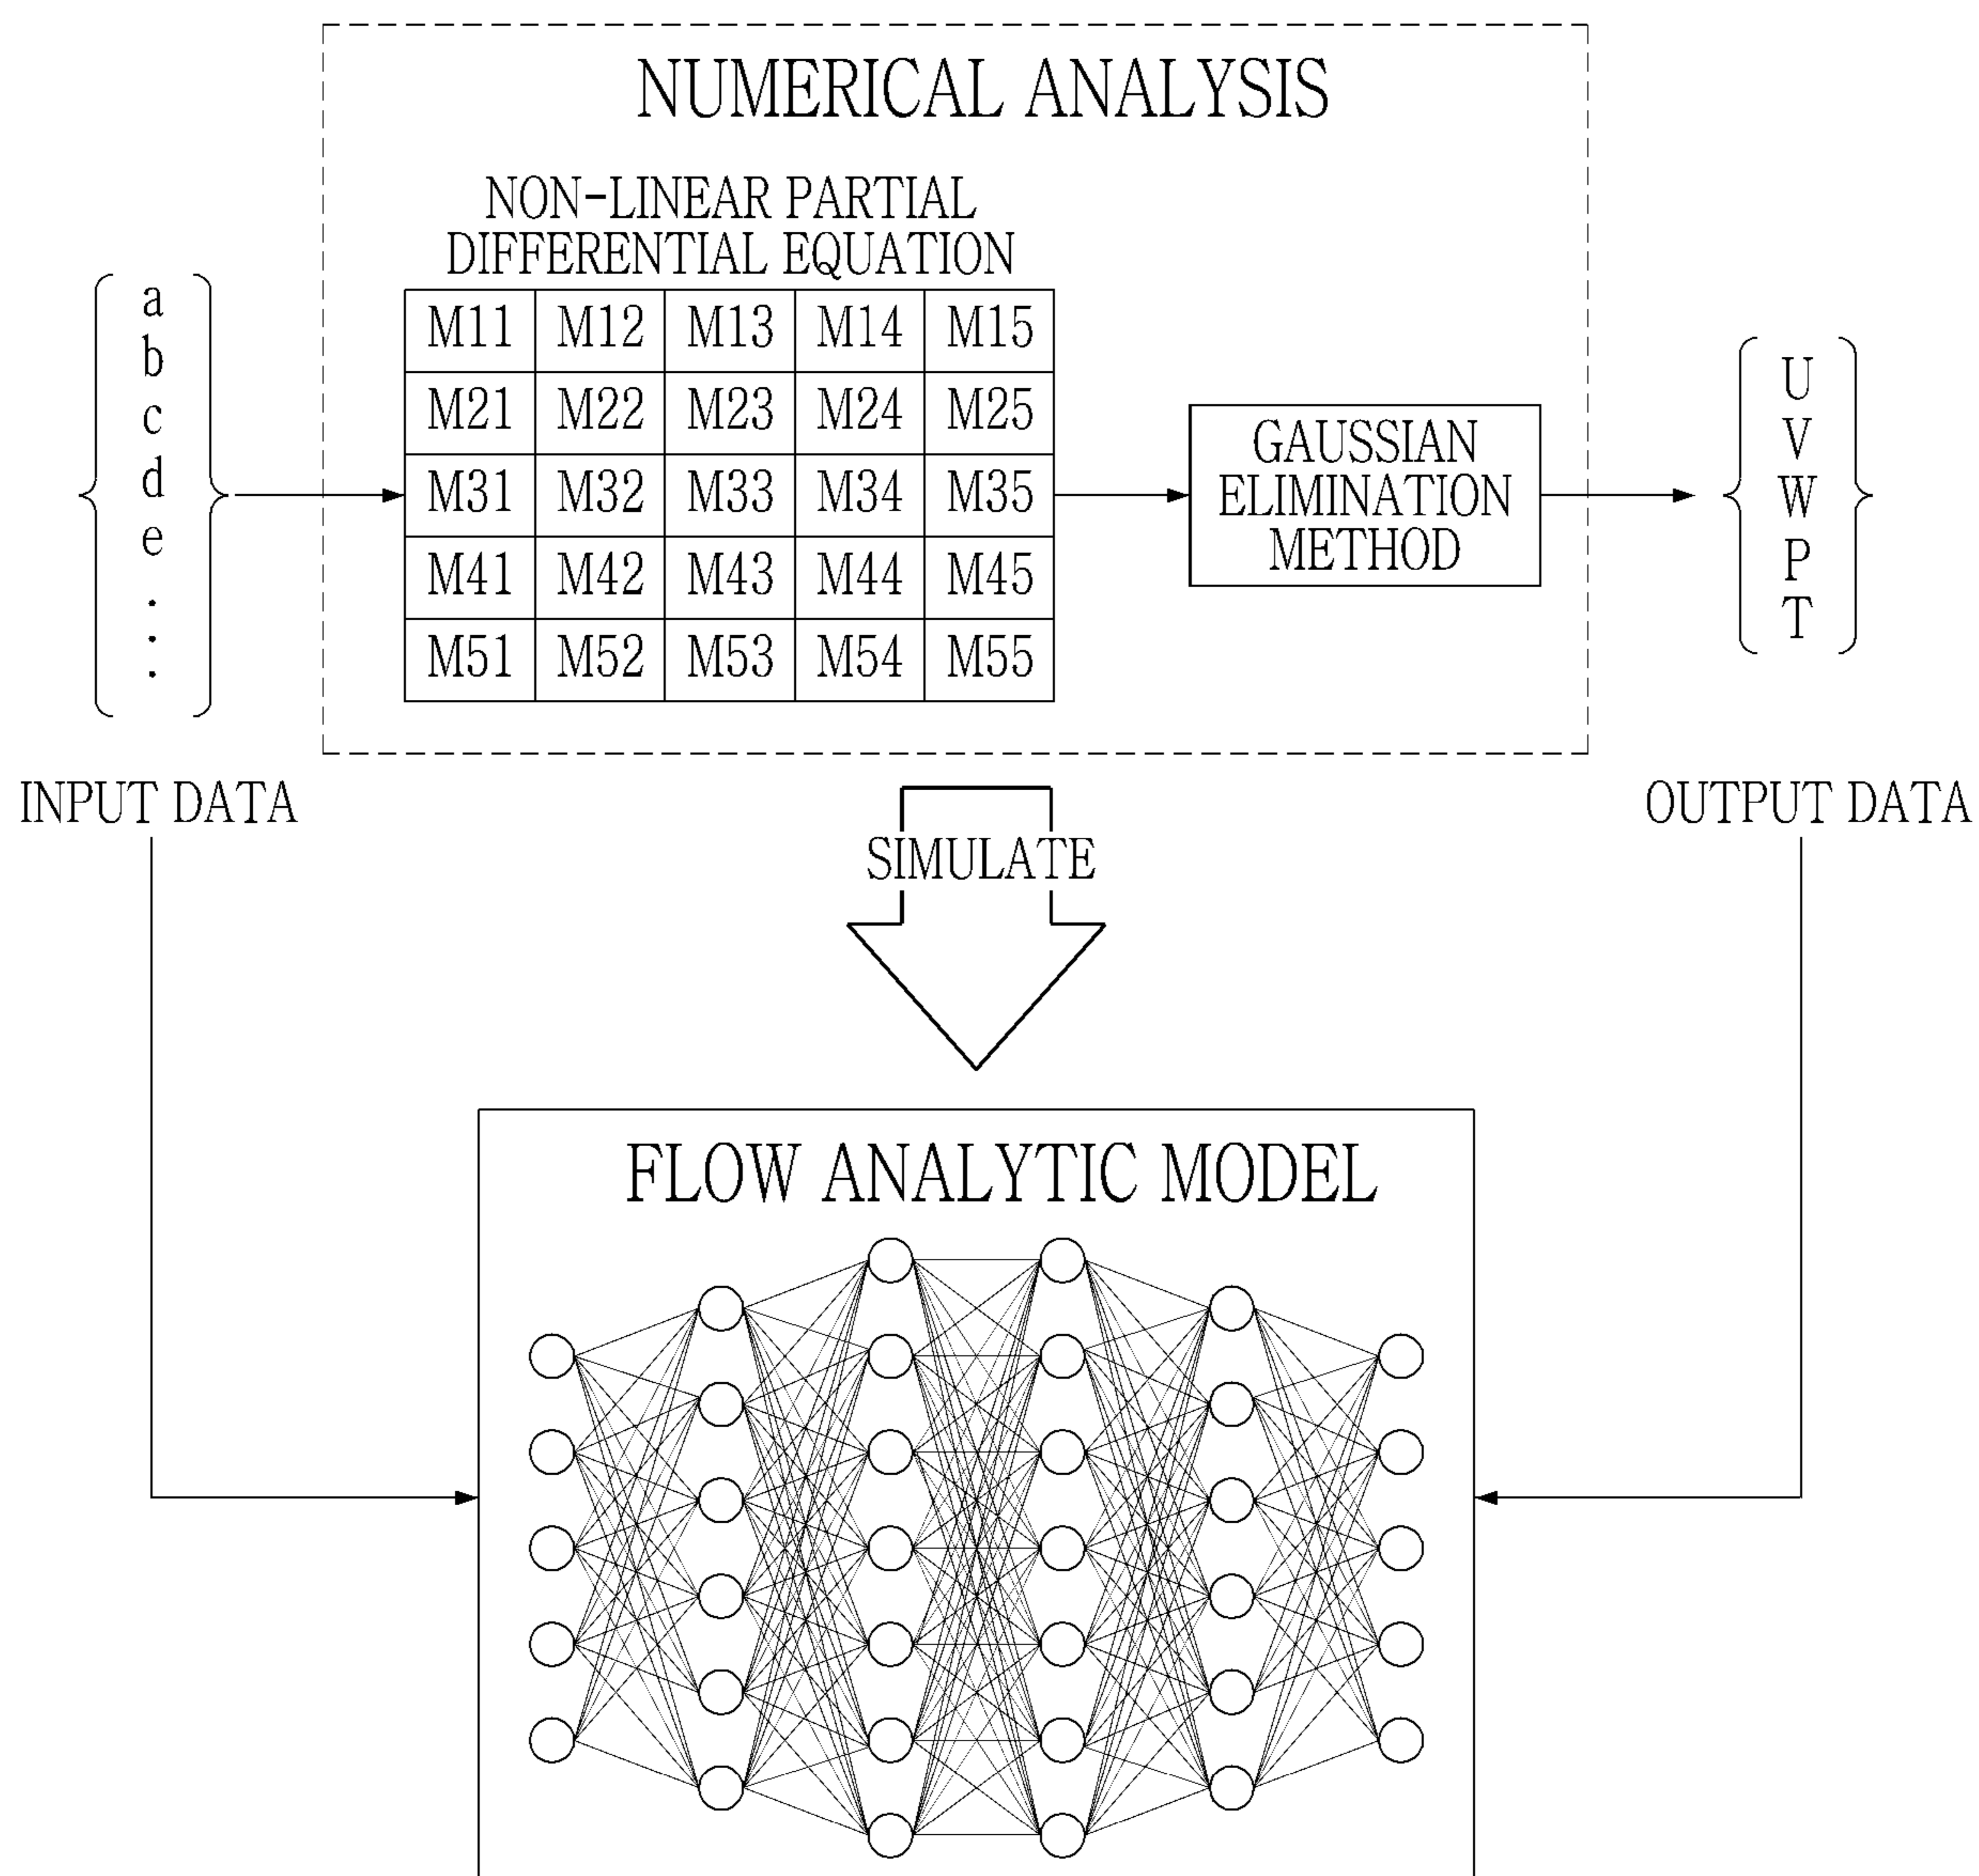 NUMERICAL ANALYSIS
NON-LINEAR PARTIAL
DIFFERENTIAL EQUATION
a
b
c
d
e
M11 M12 M13 M14 M15
M21 M22 M23 M24 M25
M31 M32 M33 M34 M35
M41 M42 M43 M44 M45
M51 M52 M53 M54 M55
GAUSSIAN
ELIMINATION
METHOD
U
V
W
P
T
INPUT DATA
OUTPUT DATA
SIMULATE
FLOW ANALYTIC MODEL